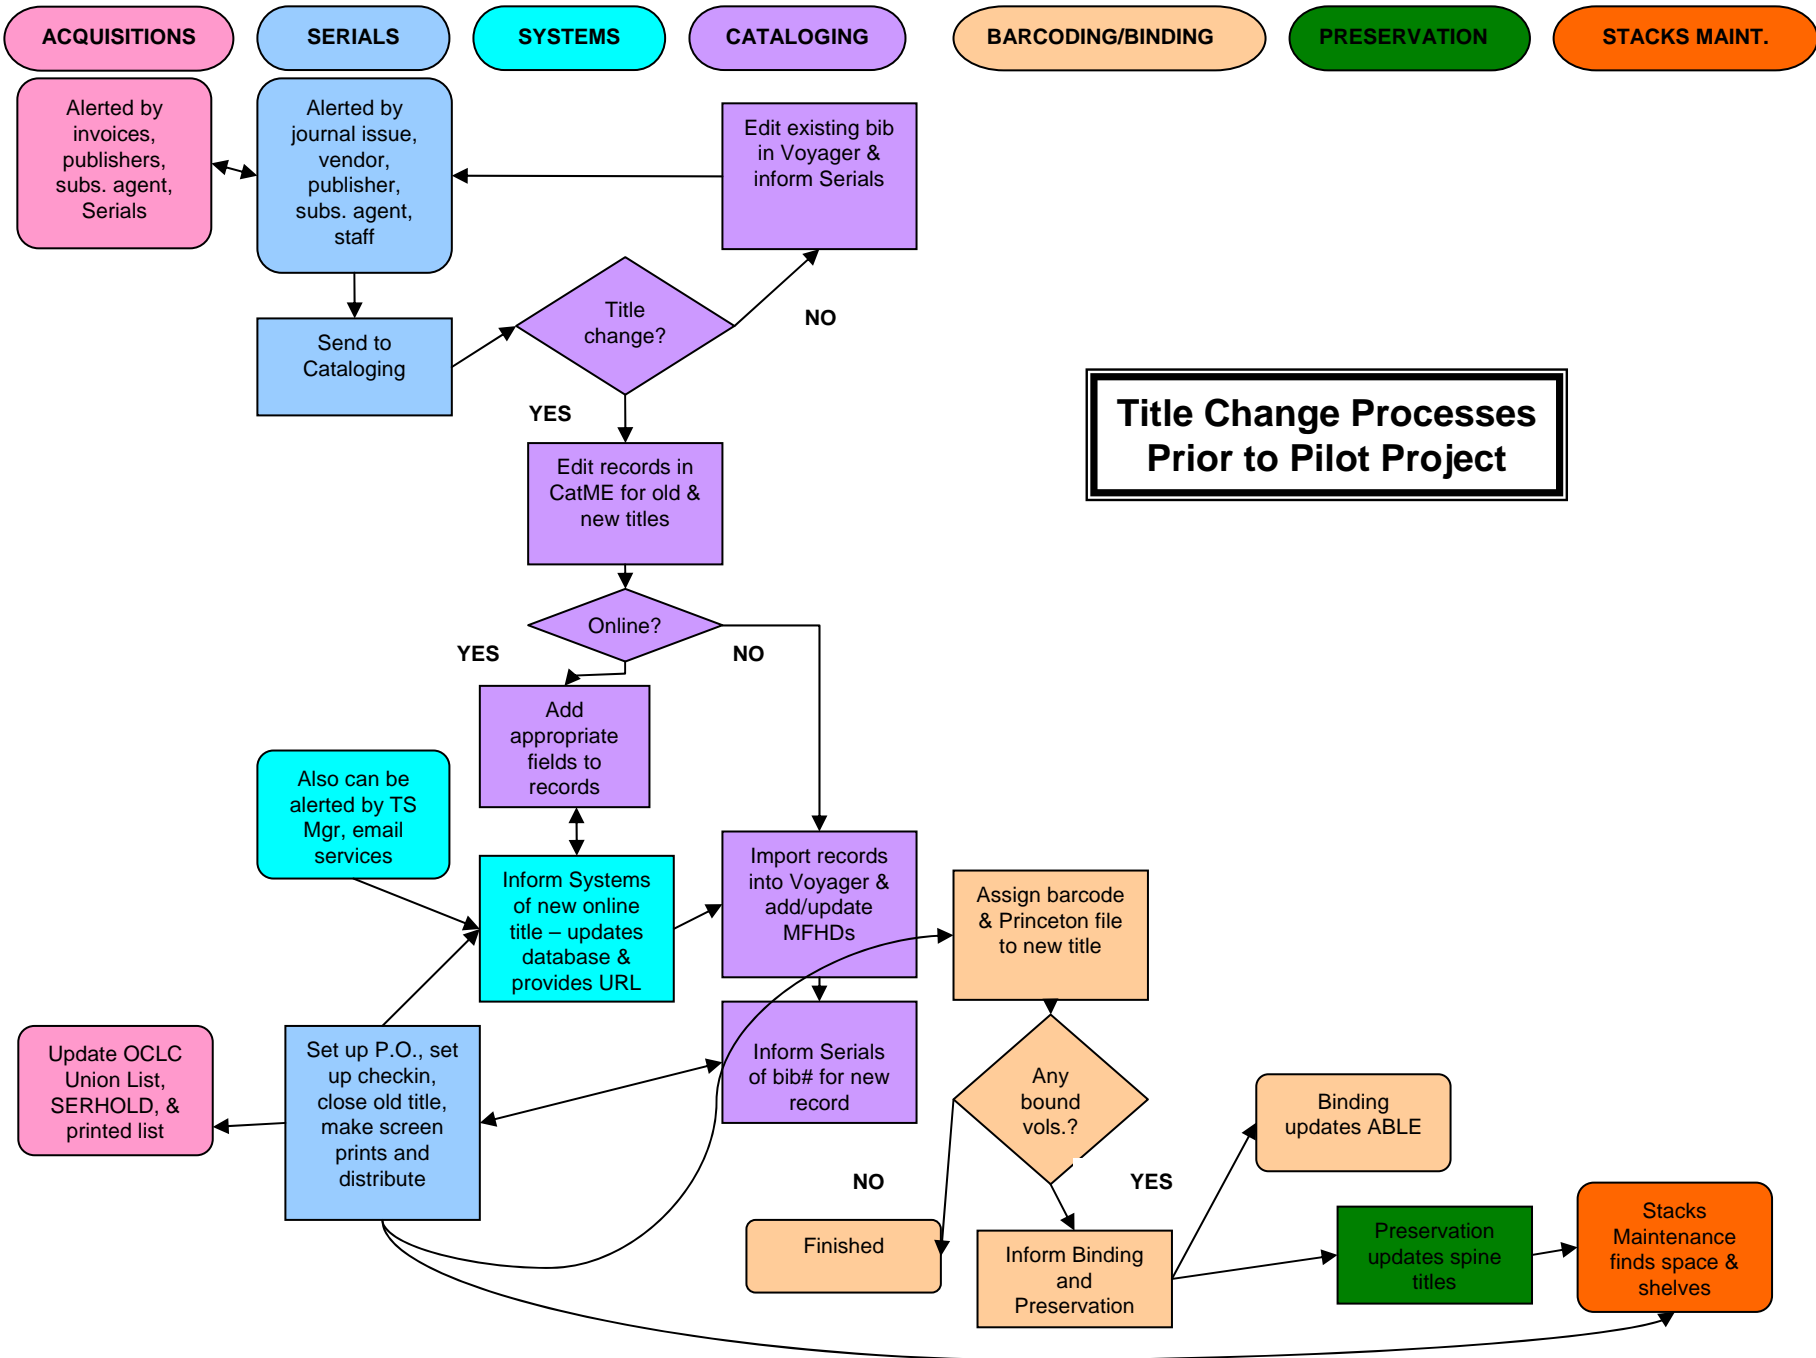 ACQUISITIONS
SERIALS
SYSTEMS
CATALOGING
BARCODING/BINDING
PRESERVATION
STACKS MAINT.
Alerted by
invoices,
publishers,
subs. agent,
Serials
Alerted by
journal issue,
vendor,
publisher,
subs. agent,
staff
Edit existing bib
in Voyager &
inform Serials
Send to
Cataloging
Title
change?
NO
YES
Title Change Processes
Prior to Pilot Project
Edit records in
CatME for old &
new titles
Online?
YES
NO
Add
appropriate
fields to
records
Also can be
alerted by TS
Mgr, email
services
Inform Systems
of new online
title – updates
database &
provides URL
Import records
into Voyager &
add/update
MFHDs
Assign barcode
& Princeton file
to new title
Update OCLC
Union List,
SERHOLD, &
printed list
Set up P.O., set
up checkin,
close old title,
make screen
prints and
distribute
Inform Serials
of bib# for new
record
Any
bound
vols.?
NO
YES
Binding
updates ABLE
Finished
Inform Binding
and
Preservation
Preservation
updates spine
titles
Stacks
Maintenance
finds space &
shelves